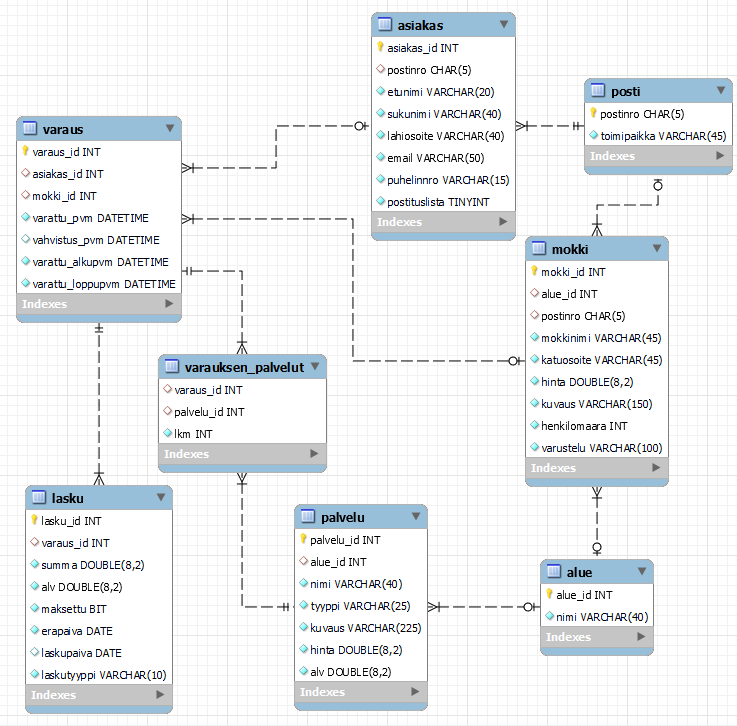 asiakas
asiakas_id INT
postinro CHAR(5)
etunimi VARCHAR(20)
sukunimi VARCHAR(40)
lahiosoite VARCHAR(40)
email VARCHAR(50)
puhelinnro VARCHAR(15)
postituslista TINYINT
Indexes
posti
postinro CHAR(5)
toimipaikka VARCHAR(45)
Indexes
varaus
varaus_id INT
asiakas_id INT
mokki_id INT
varattu_pvm DATETIME
vahvistus_pvm DATETIME
varattu_alkupvm DATETIME
varattu_loppupvm DATETIME
Indexes
mokki
mokki_id INT
alue_id INT
postinro CHAR(5)
mokkinimi VARCHAR(45)
katuosoite VARCHAR(45)
hinta DOUBLE(8,2)
kuvaus VARCHAR(150)
henkilomaara INT
varustelu VARCHAR(100)
Indexes
varauksen_palvelut
varaus_id INT
palvelu_id INT
lkm INT
Indexes
lasku
lasku_id INT
varaus_id INT
summa DOUBLE(8,2)
alv DOUBLE(8,2)
maksettu BIT
erapaiva DATE
laskupaiva DATE
laskutyyppi VARCHAR(10)
Indexes
palvelu
palvelu_id INT
alue_id INT
nimi VARCHAR(40)
tyyppi VARCHAR(25)
kuvaus VARCHAR(225)
hinta DOUBLE(8,2)
alv DOUBLE(8,2)
Indexes
alue
alue_id INT
nimi VARCHAR(40)
Indexes